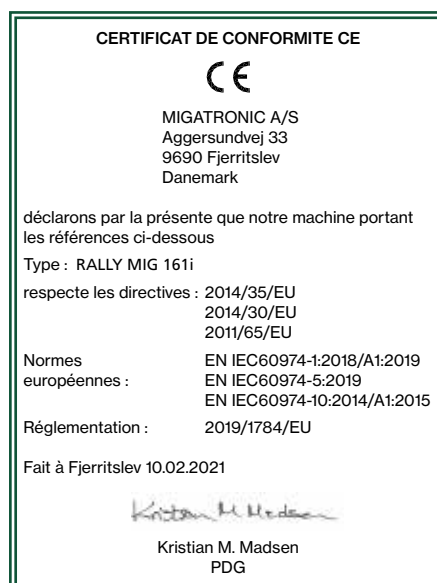 CERTIFICAT DE CONFORMITE CE
CE
MIGATRONIC A/S
Aggersundvej 33
9690 Fjerritslev
Danemark
déclarons par la présente que notre machine portant
les références ci-dessous
Type : RALLY MIG 161i
respecte les directives : 2014/35/EU
2014/30/EU
2011/65/EU
Normes EN IEC60974-1:2018/A1:2019
européennes : EN IEC60974-5:2019
EN IEC60974-10:2014/A1:2015
Réglementation : 2019/1784/EU
Fait à Fjerritslev 10.02.2021
Kristian M Madsen
Kristian M. Madsen
PDG